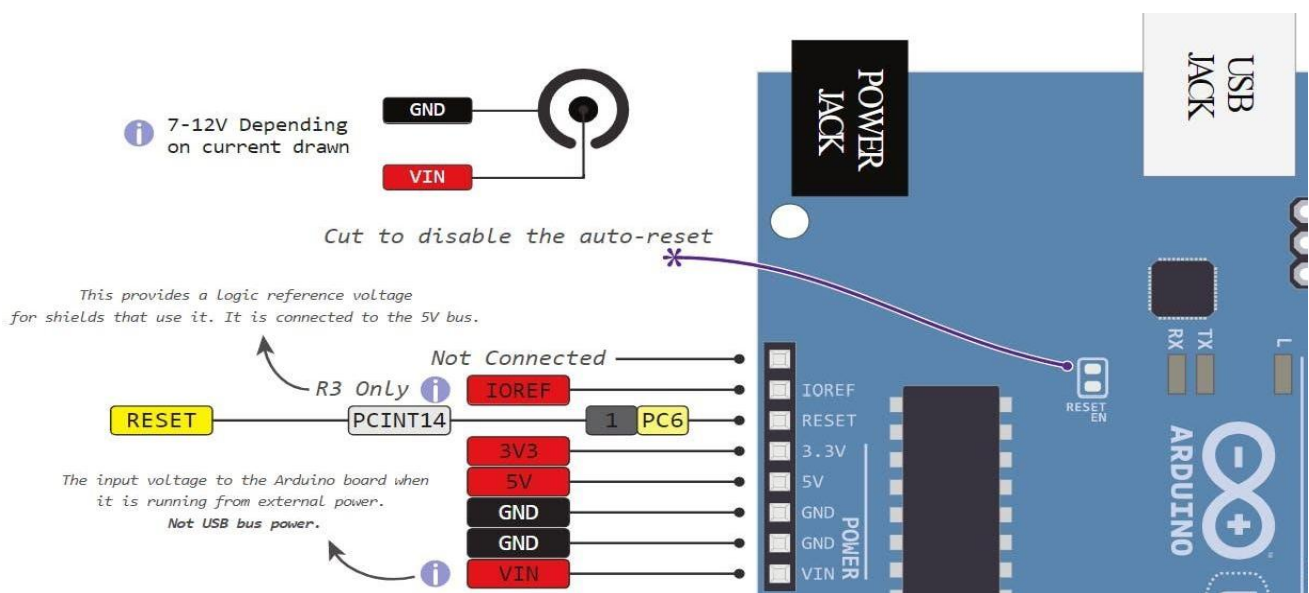 GND
7-12V Depending
on current drawn
VIN
POWER
JACK
USB
JACK
Cut to disable the auto-reset
*
This provides a logic reference voltage
for shields that use it. It is connected to the 5V bus.
Not Connected
R3 Only
IOREF
IOREF
RESET
PCINT14
1
PC6
RESET
3V3
3.3V
The input voltage to the Arduino board when
it is running from external power.
Not USB bus power.
5V
5V
GND
GND
GND
GND
VIN
VIN
POWER
RX
TX
L
RESET
EN
ARDUINO